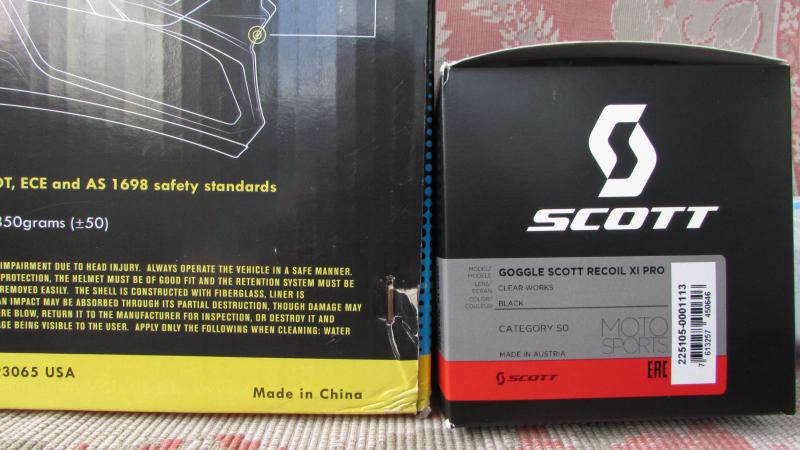 OT, ECE and AS 1698 safety standards
350grams (±50)
IMPAIRMENT DUE TO HEAD INJURY. ALWAYS OPERATE THE VEHICLE IN A SAFE MANNER.
PROTECTION, THE HELMET MUST BE OF GOOD FIT AND THE RETENTION SYSTEM MUST BE
REMOVED EASILY. THE SHELL IS CONSTRUCTED WITH FIBERGLASS, LINER IS
AN IMPACT MAY BE ABSORBED THROUGH ITS PARTIAL DESTRUCTION, THOUGH DAMAGE MAY
ERE BLOW, RETURN IT TO THE MANUFACTURER FOR INSPECTION, OR DESTROY IT AND
AGE BEING VISIBLE TO THE USER. APPLY ONLY THE FOLLOWING WHEN CLEANING: WATER
93065 USA
Made in China
SCOTT
MODEL/
MODELE
GOGGLE SCOTT RECOIL XI PRO
LENS/
ECRAN
CLEAR WORKS
COLOR/
COULEUR
BLACK
CATEGORY S0
MOTO
SPORTS
MADE IN AUSTRIA
SCOTT
EAC
225105-0001113
7 613257 450646